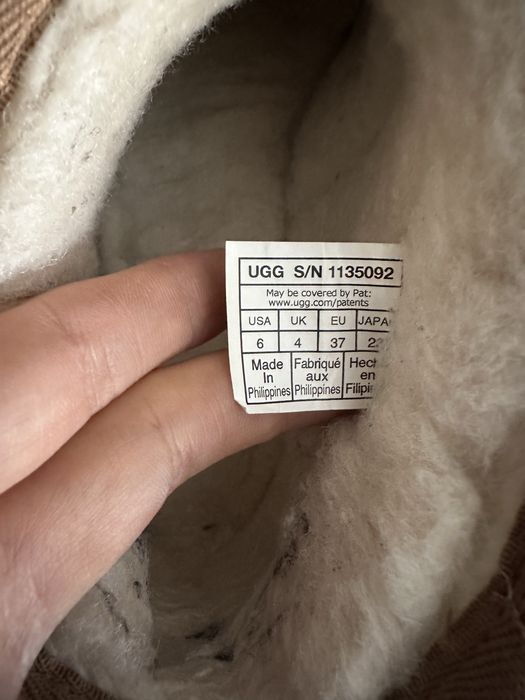 UGG S/N 1135092
May be covered by Pat:
www.ugg.com/patents
USA UK EU
6 4 37
Made Fabriqué
In aux en
Philippines Philippines